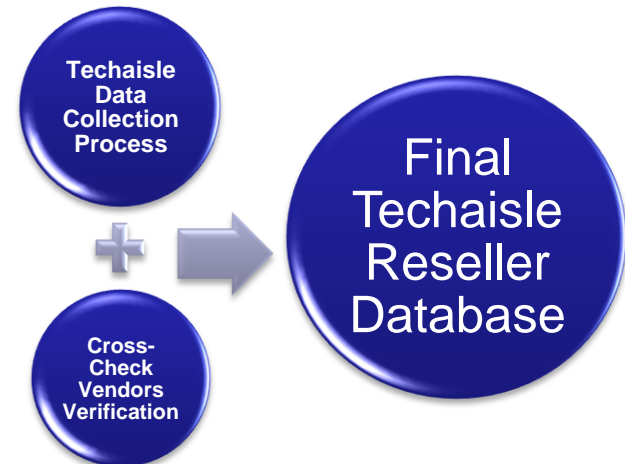 Techaisle
Data
Collection
Process
Cross-
Check
Vendors
Verification
Final
Techaisle
Reseller
Database